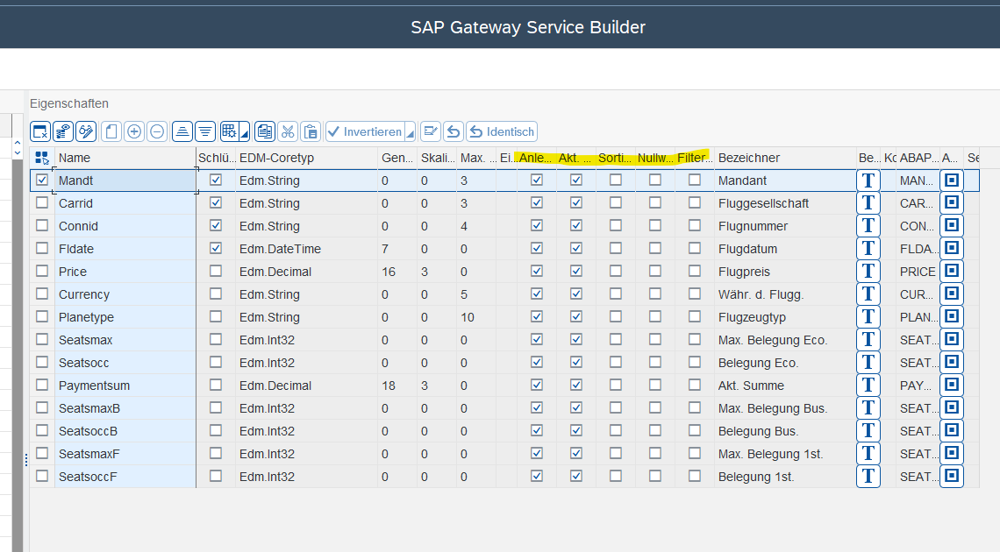 SAP Gateway Service Builder
Eigenschaften
Invertieren Identisch
Name Schlü... EDM-Coretyp Gen... Skali... Max. ... Ei... Anle... Akt. ... Sorti... Nullw... Filter... Bezeichner Be... Ko ABAP... A... Se
Mandt Edm.String 0 0 3 Mandant T MAN...
Carrid Edm.String 0 0 3 Fluggesellschaft T CAR...
Connid Edm.String 0 0 4 Flugnummer T CON...
Fldate Edm.DateTime 7 0 0 Flugdatum T FLDA...
Price Edm.Decimal 16 3 0 Flugpreis T PRICE
Currency Edm.String 0 0 5 Währ. d. Flugg. T CUR...
Planetype Edm.String 0 0 10 Flugzeugtyp T PLAN...
Seatsmax Edm.Int32 0 0 0 Max. Belegung Eco. T SEAT...
Seatsocc Edm.Int32 0 0 0 Belegung Eco. T SEAT...
Paymentsum Edm.Decimal 18 3 0 Akt. Summe T PAY...
SeatsmaxB Edm.Int32 0 0 0 Max. Belegung Bus. T SEAT...
SeatsoccB Edm.Int32 0 0 0 Belegung Bus. T SEAT...
SeatsmaxF Edm.Int32 0 0 0 Max. Belegung 1st. T SEAT...
SeatsoccF Edm.Int32 0 0 0 Belegung 1st. T SEAT...